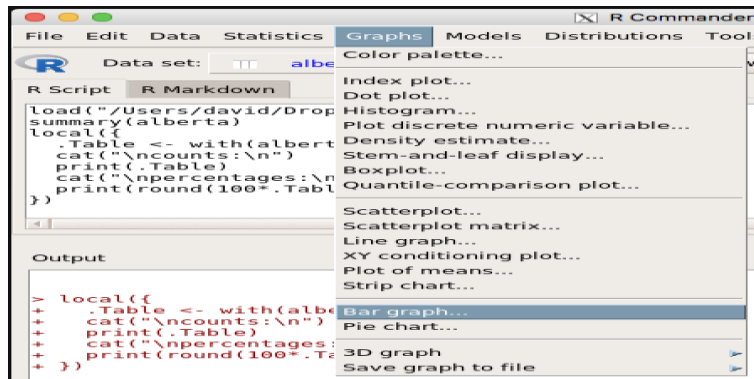 R Commander
File Edit Data Statistics Graphs Models Distributions Tool
R Data set: albe
R Script R Markdown
load("/Users/david/Drop
summary(alberta)
local({
.Table <- with(albert
cat("\ncounts:\n")
print(.Table)
cat("\npercentages:\n
print(round(100*.Tabl
})
Color palette...
Index plot...
Dot plot...
Histogram...
Plot discrete numeric variable...
Density estimate...
Stem-and-leaf display...
Boxplot...
Quantile-comparison plot...
Scatterplot...
Scatterplot matrix...
Line graph...
XY conditioning plot...
Plot of means...
Strip chart...
Bar graph...
Pie chart...
3D graph
Save graph to file
Output
> local({
+ .Table <- with(albe
+ cat("\ncounts:\n")
+ print(.Table)
+ cat("\npercentages:
+ print(round(100*.Ta
+ })